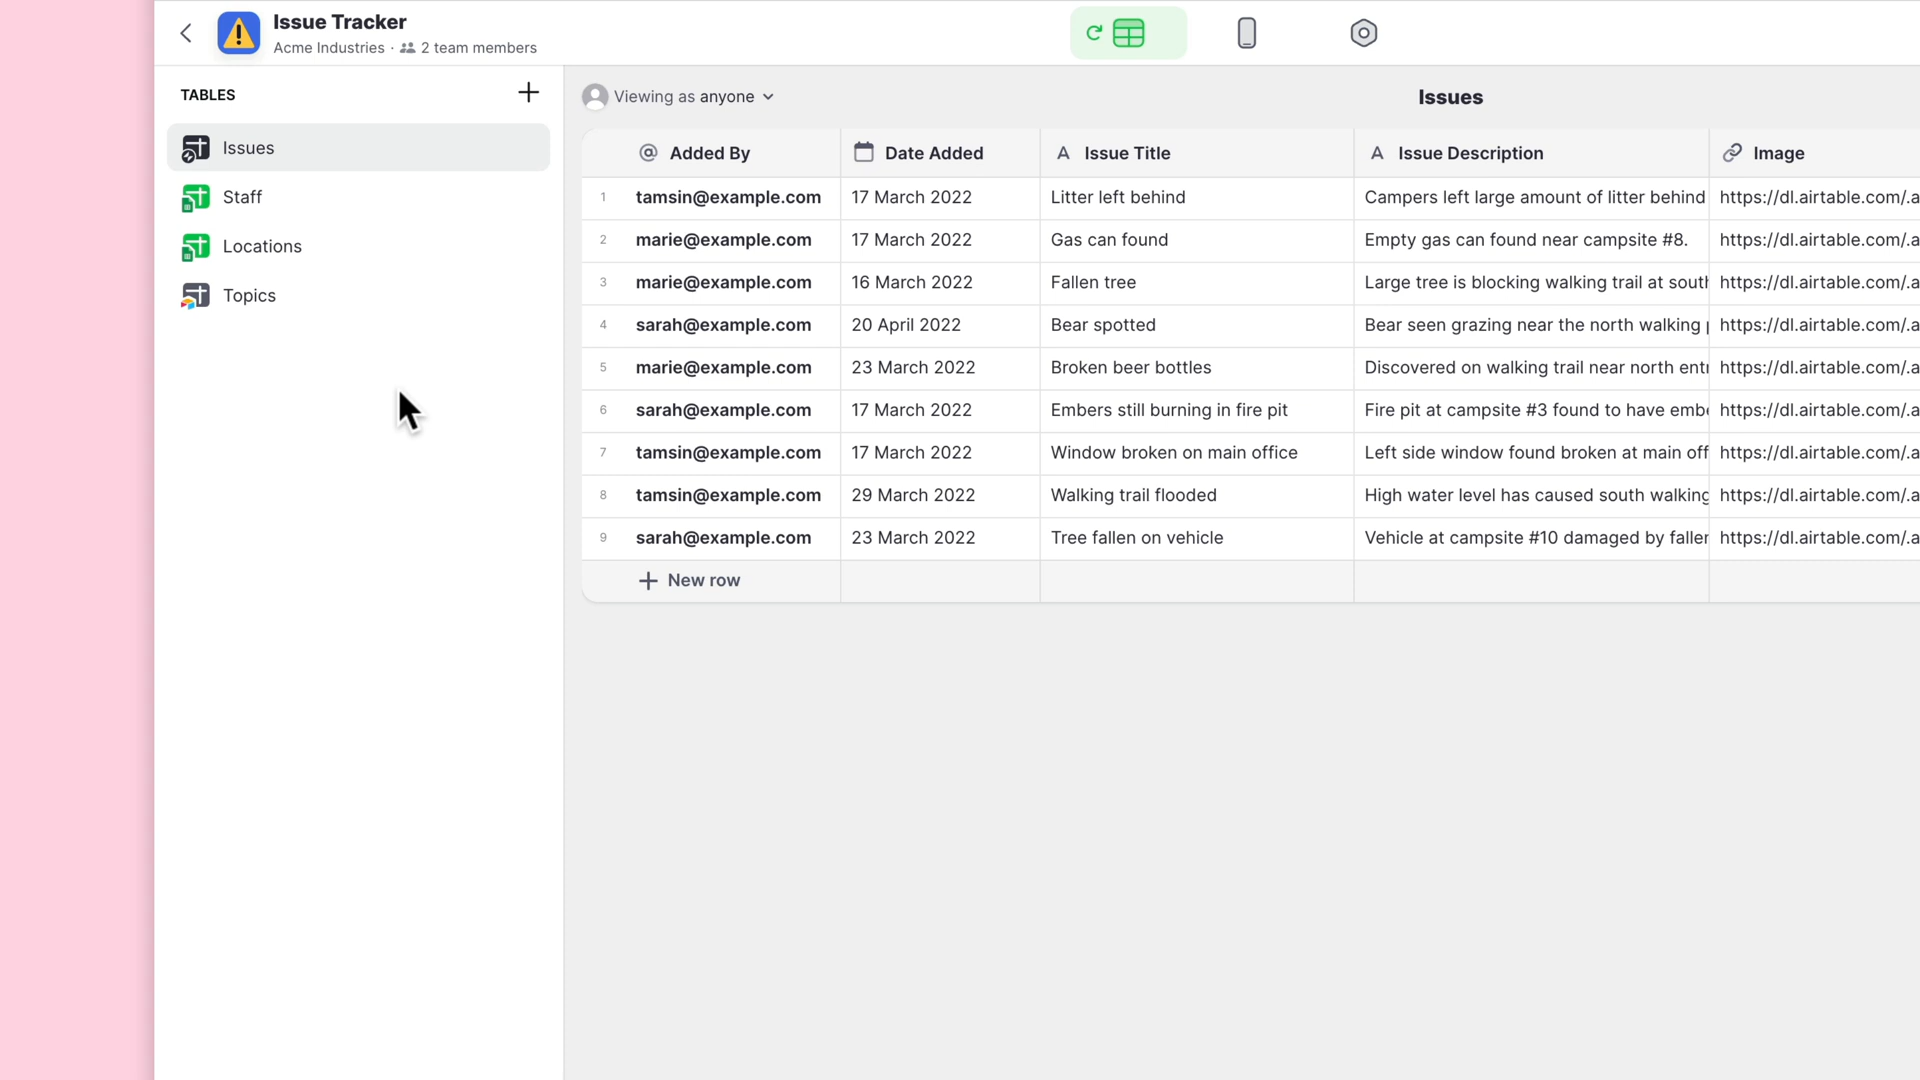 Issue Tracker
Acme Industries · 2 team members
TABLES
Issues
Staff
Locations
Topics
Viewing as anyone
Issues
Added By Date Added Issue Title Issue Description Image
1 tamsin@example.com 17 March 2022 Litter left behind Campers left large amount of litter behind https://dl.airtable.com/.a
2 marie@example.com 17 March 2022 Gas can found Empty gas can found near campsite #8. https://dl.airtable.com/.a
3 marie@example.com 16 March 2022 Fallen tree Large tree is blocking walking trail at south https://dl.airtable.com/.a
4 sarah@example.com 20 April 2022 Bear spotted Bear seen grazing near the north walking https://dl.airtable.com/.a
5 marie@example.com 23 March 2022 Broken beer bottles Discovered on walking trail near north entr https://dl.airtable.com/.a
6 sarah@example.com 17 March 2022 Embers still burning in fire pit Fire pit at campsite #3 found to have embe https://dl.airtable.com/.a
7 tamsin@example.com 17 March 2022 Window broken on main office Left side window found broken at main off https://dl.airtable.com/.a
8 tamsin@example.com 29 March 2022 Walking trail flooded High water level has caused south walking https://dl.airtable.com/.a
9 sarah@example.com 23 March 2022 Tree fallen on vehicle Vehicle at campsite #10 damaged by faller https://dl.airtable.com/.a
New row